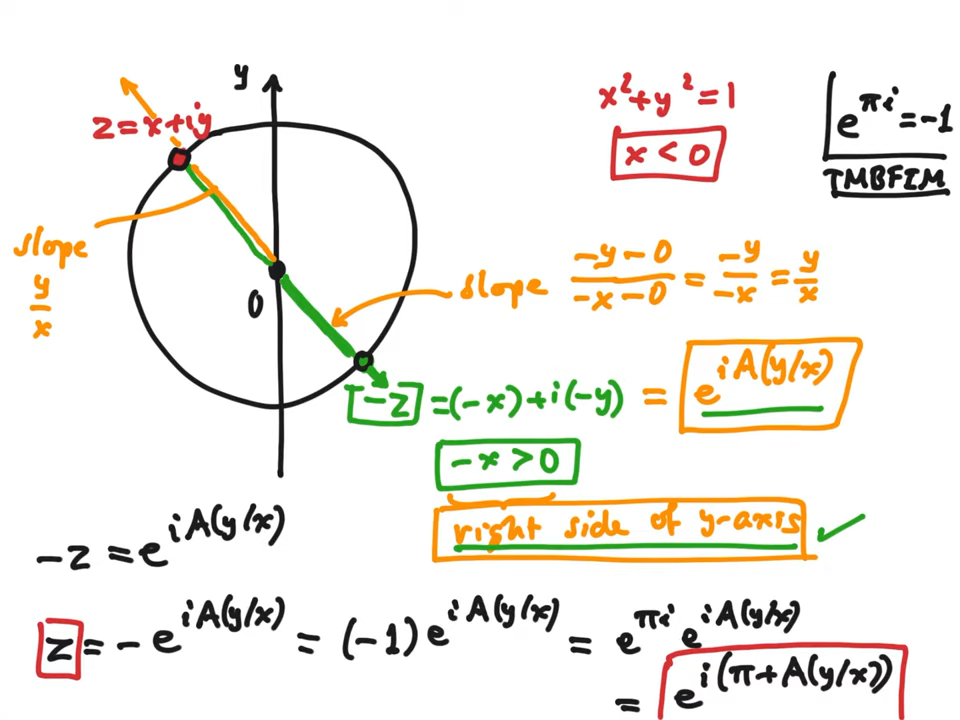 y
z = x + iy
x² + y² = 1
x < 0
e^{πi} = -1
TMBFIM
slope
y/x
0
slope (-y - 0)/(-x - 0) = -y/-x = y/x
-z = (-x) + i(-y) = e^{iA(y/x)}
-x > 0
right side of y-axis ✓
-z = e^{iA(y/x)}
z = -e^{iA(y/x)} = (-1)e^{iA(y/x)} = e^{πi} e^{iA(y/x)}
= e^{i(π+A(y/x))}